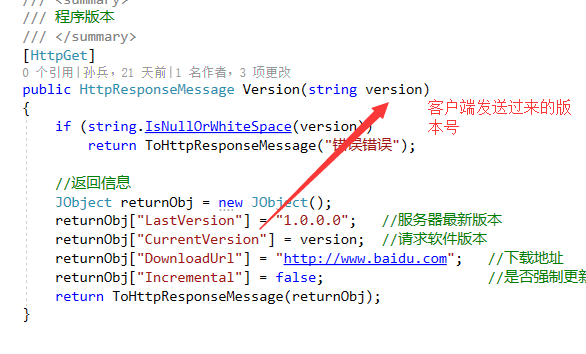 /// <summary>
/// 程序版本
/// </summary>
[HttpGet]
0 个引用|孙兵，21 天前|1 名作者，3 项更改
public HttpResponseMessage Version(string version)
客户端发送过来的版
本号
{
if (string.IsNullOrWhiteSpace(version))
return ToHttpResponseMessage("错误错误");
//返回信息
JObject returnObj = new JObject();
returnObj["LastVersion"] = "1.0.0.0"; //服务器最新版本
returnObj["CurrentVersion"] = version; //请求软件版本
returnObj["DownloadUrl"] = "http://www.baidu.com"; //下载地址
returnObj["Incremental"] = false; //是否强制更新
return ToHttpResponseMessage(returnObj);
}